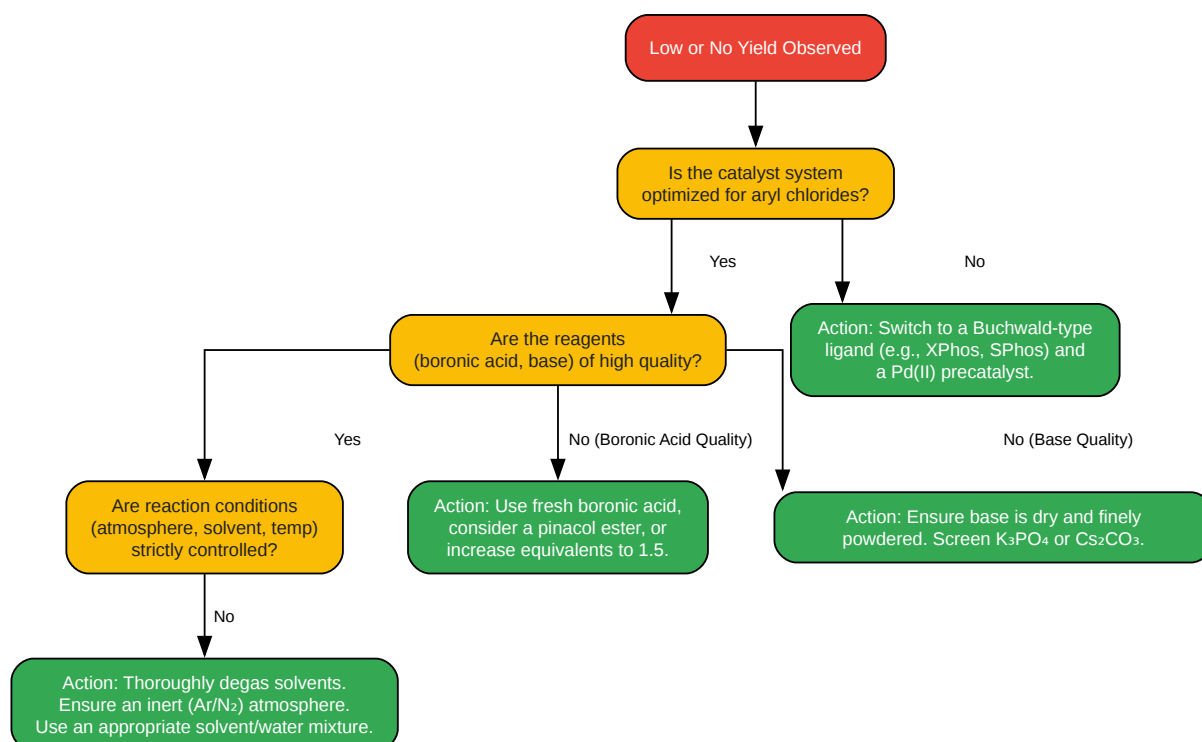 Low or No Yield Observed
Is the catalyst system
optimized for aryl chlorides?
Yes
No
Action: Switch to a Buchwald-type
ligand (e.g., XPhos, SPhos) and
a Pd(II) precatalyst.
Are the reagents
(boronic acid, base) of high quality?
Yes
No (Boronic Acid Quality)
No (Base Quality)
Are reaction conditions
(atmosphere, solvent, temp)
strictly controlled?
Action: Use fresh boronic acid,
consider a pinacol ester, or
increase equivalents to 1.5.
Action: Ensure base is dry and finely
powdered. Screen K₃PO₄ or Cs₂CO₃.
No
Action: Thoroughly degas solvents.
Ensure an inert (Ar/N₂) atmosphere.
Use an appropriate solvent/water mixture.